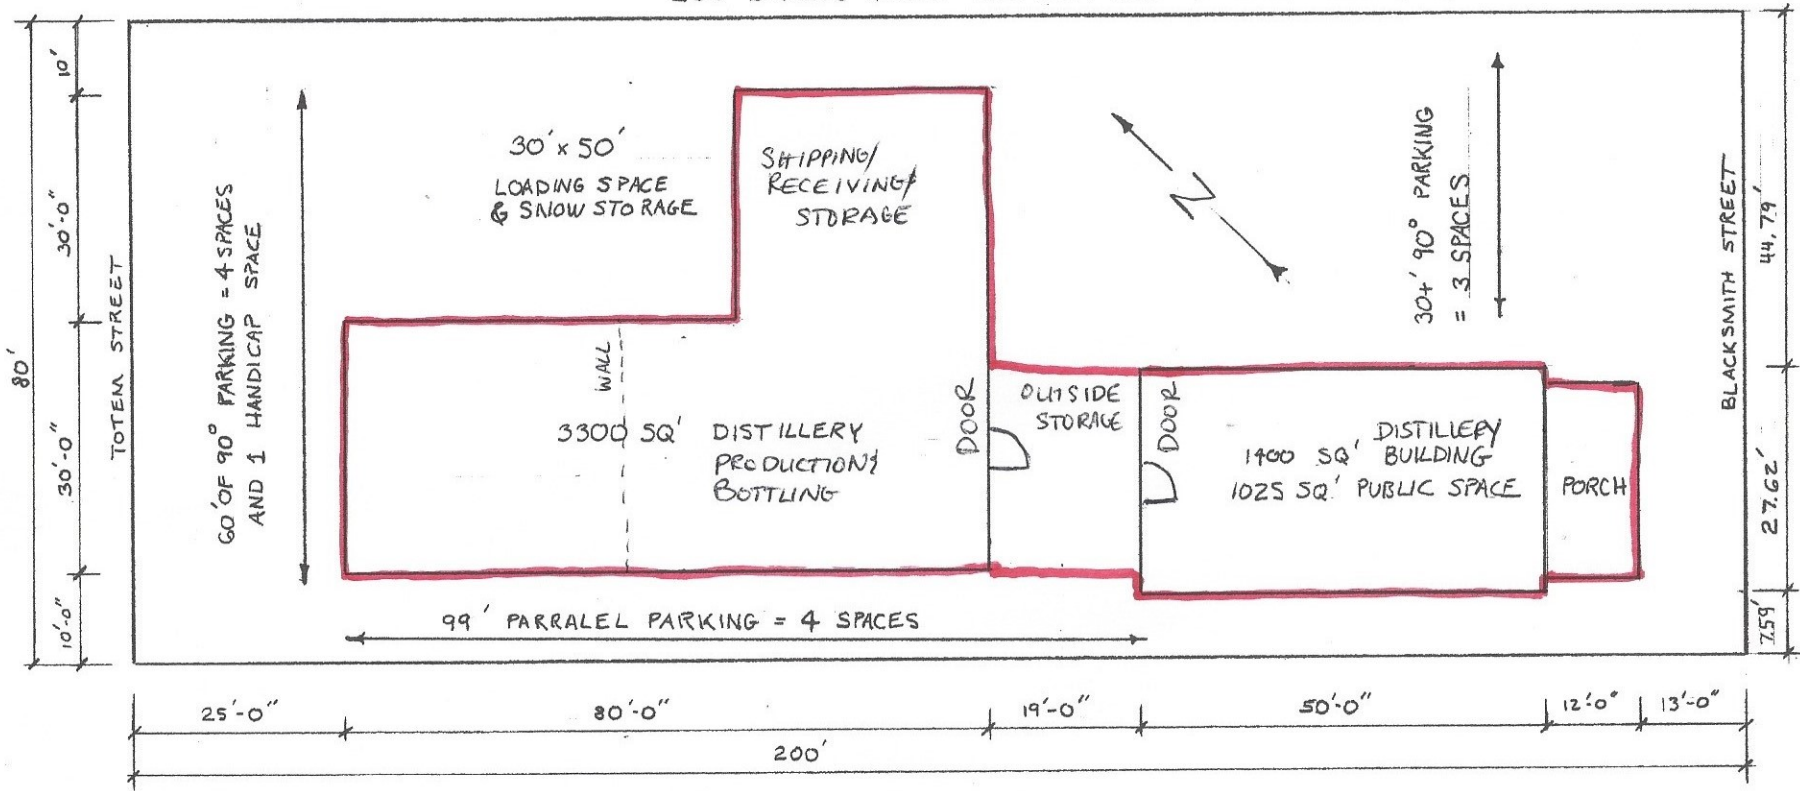 10'
30'-0"
30'-0"
10'-0"
80'
TOTEM STREET
60' OF 90° PARKING = 4 SPACES
AND 1 HANDICAP SPACE
30' x 50'
LOADING SPACE
& SNOW STORAGE
SHIPPING/
RECEIVING/
STORAGE
N
30+' 90° PARKING
= 3 SPACES
BLACKSMITH STREET
44.79'
27.62'
7.59'
WALL
3300 SQ' DISTILLERY
PRODUCTION &
BOTTLING
DOOR
OUTSIDE
STORAGE
DOOR
DISTILLERY
1400 SQ' BUILDING
1025 SQ' PUBLIC SPACE
PORCH
99' PARRALEL PARKING = 4 SPACES
25'-0"
80'-0"
19'-0"
50'-0"
12'-0"
13'-0"
200'